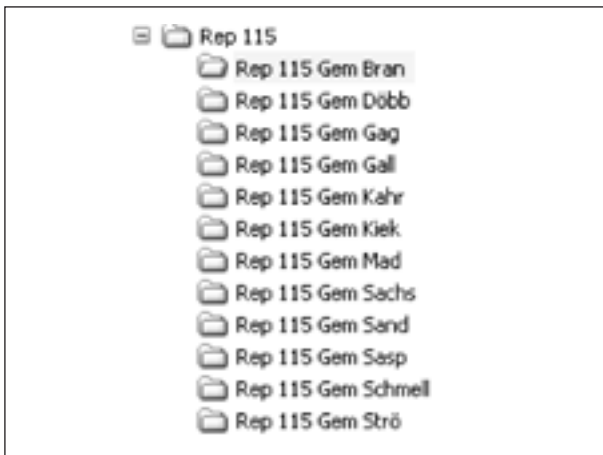 Rep 115
Rep 115 Gem Bran
Rep 115 Gem Döbb
Rep 115 Gem Gag
Rep 115 Gem Gall
Rep 115 Gem Kahr
Rep 115 Gem Kiek
Rep 115 Gem Mad
Rep 115 Gem Sachs
Rep 115 Gem Sand
Rep 115 Gem Sasp
Rep 115 Gem Schmell
Rep 115 Gem Strö